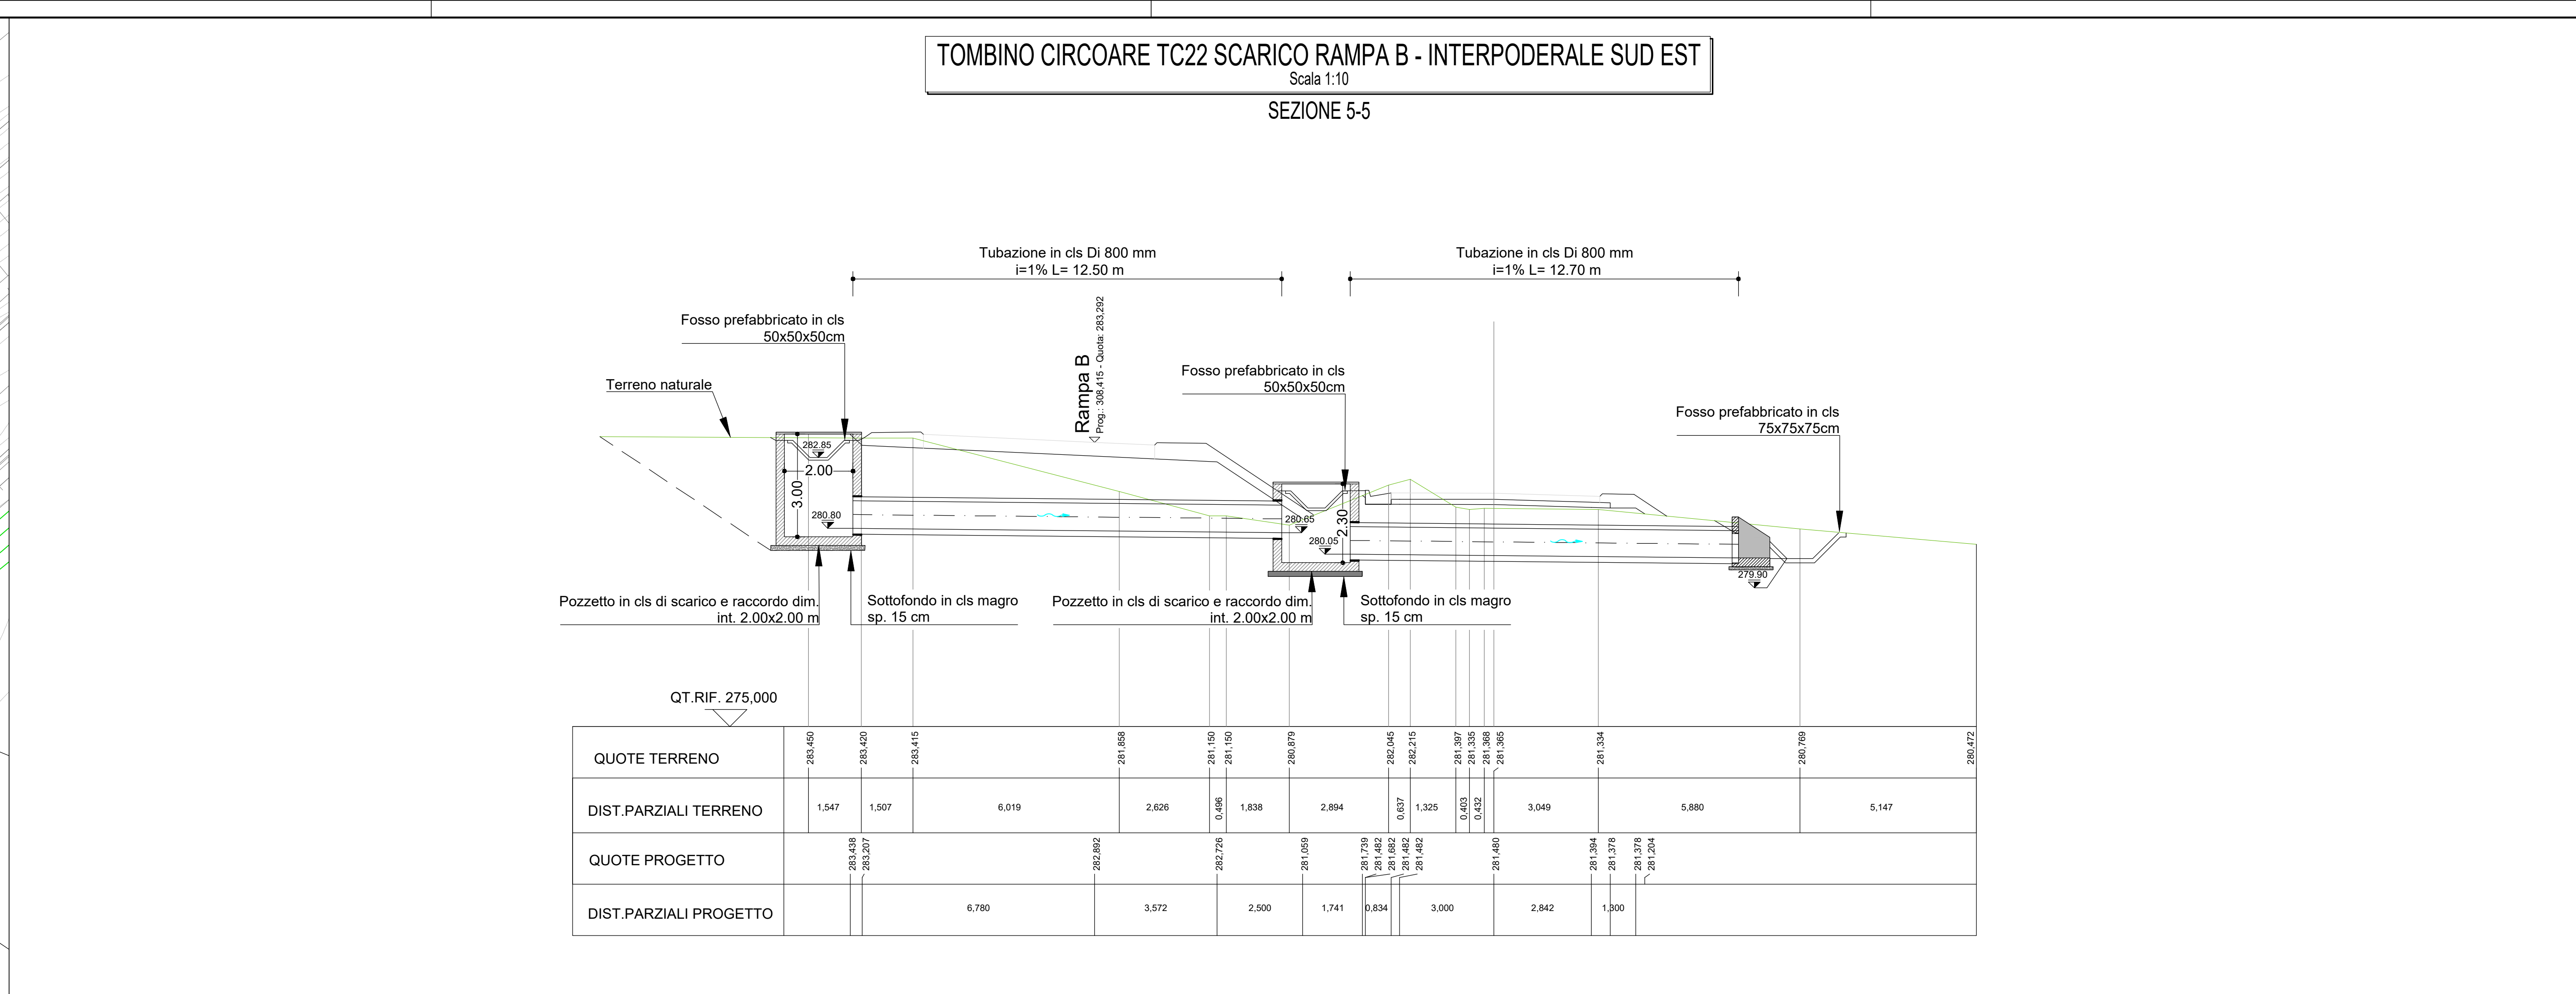 TOMBINO CIRCOARE TC22 SCARICO RAMPA B - INTERPODERALE SUD EST
Scala 1:10
SEZIONE 5-5
Tubazione in cls Di 800 mm
i=1% L= 12.50 m
Tubazione in cls Di 800 mm
i=1% L= 12.70 m
Fosso prefabbricato in cls
50x50x50cm
Rampa B
Prog.: 308,415 - Quota: 283,292
Fosso prefabbricato in cls
50x50x50cm
Terreno naturale
Fosso prefabbricato in cls
75x75x75cm
282.85
2.00
3.00
280.80
280.65
2.30
280.05
279.90
Pozzetto in cls di scarico e raccordo dim.
int. 2.00x2.00 m
Sottofondo in cls magro
sp. 15 cm
Pozzetto in cls di scarico e raccordo dim.
int. 2.00x2.00 m
Sottofondo in cls magro
sp. 15 cm
QT.RIF. 275,000
QUOTE TERRENO
283,450 283,420 283,415 281,858 281,150 281,150 280,879 282,045 282,215 281,397 281,335 281,368 281,365 281,334 280,769 280,472
DIST.PARZIALI TERRENO
1,547 1,507 6,019 2,626 0,496 1,838 2,894 0,637 1,325 0,403 0,432 3,049 5,880 5,147
QUOTE PROGETTO
283,438 283,207 282,892 282,726 281,059 281,739 281,482 281,682 281,482 281,482 281,480 281,394 281,378 281,378 281,204
DIST.PARZIALI PROGETTO
6,780 3,572 2,500 1,741 0,834 3,000 2,842 1,300